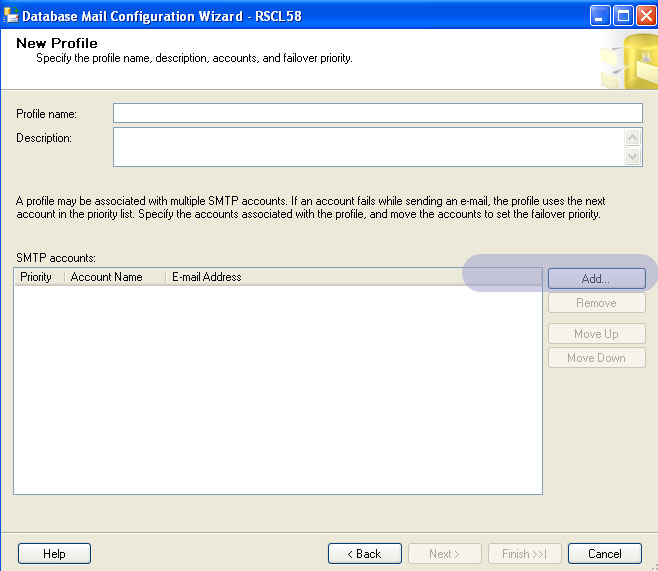 Database Mail Configuration Wizard - RSCL58
New Profile
Specify the profile name, description, accounts, and failover priority.
Profile name:
Description:
A profile may be associated with multiple SMTP accounts. If an account fails while sending an e-mail, the profile uses the next
account in the priority list. Specify the accounts associated with the profile, and move the accounts to set the failover priority.
SMTP accounts:
Priority Account Name E-mail Address
Add...
Remove
Move Up
Move Down
Help < Back Next > Finish >>| Cancel